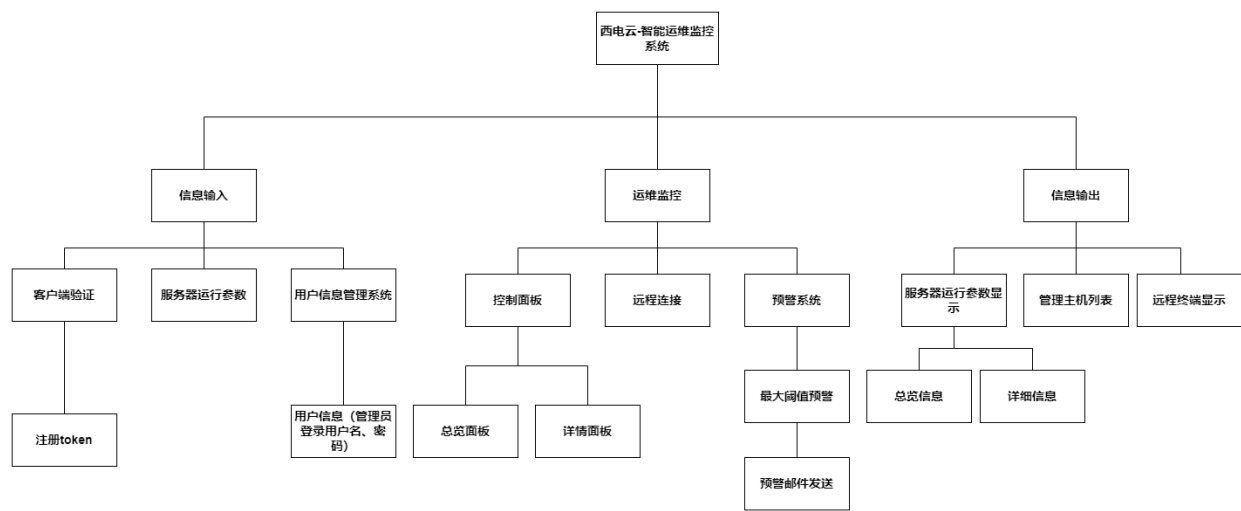 西电云-智能运维监控
系统
信息输入
运维监控
信息输出
客户端验证
服务器运行参数
用户信息管理系统
控制面板
远程连接
预警系统
服务器运行参数显
示
管理主机列表
远程终端显示
注册token
用户信息（管理员
登录用户名、密
码）
总览面板
详情面板
最大阈值预警
总览信息
详细信息
预警邮件发送